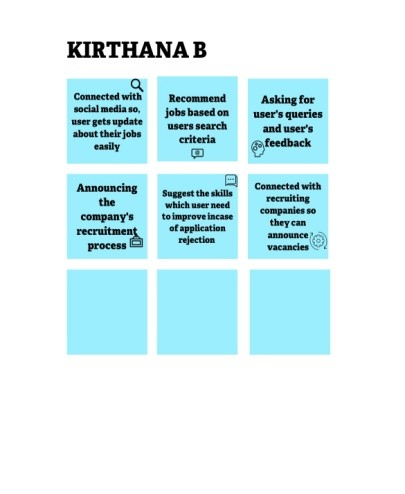 KIRTHANA B
Connected with
social media so,
user gets update
about their jobs
easily
Recommend
jobs based on
users search
criteria
Asking for
user's queries
and user's
feedback
Announcing
the
company's
recruitment
process
Suggest the skills
which user need
to improve incase
of application
rejection
Connected with
recruiting
companies so
they can
announce
vacancies